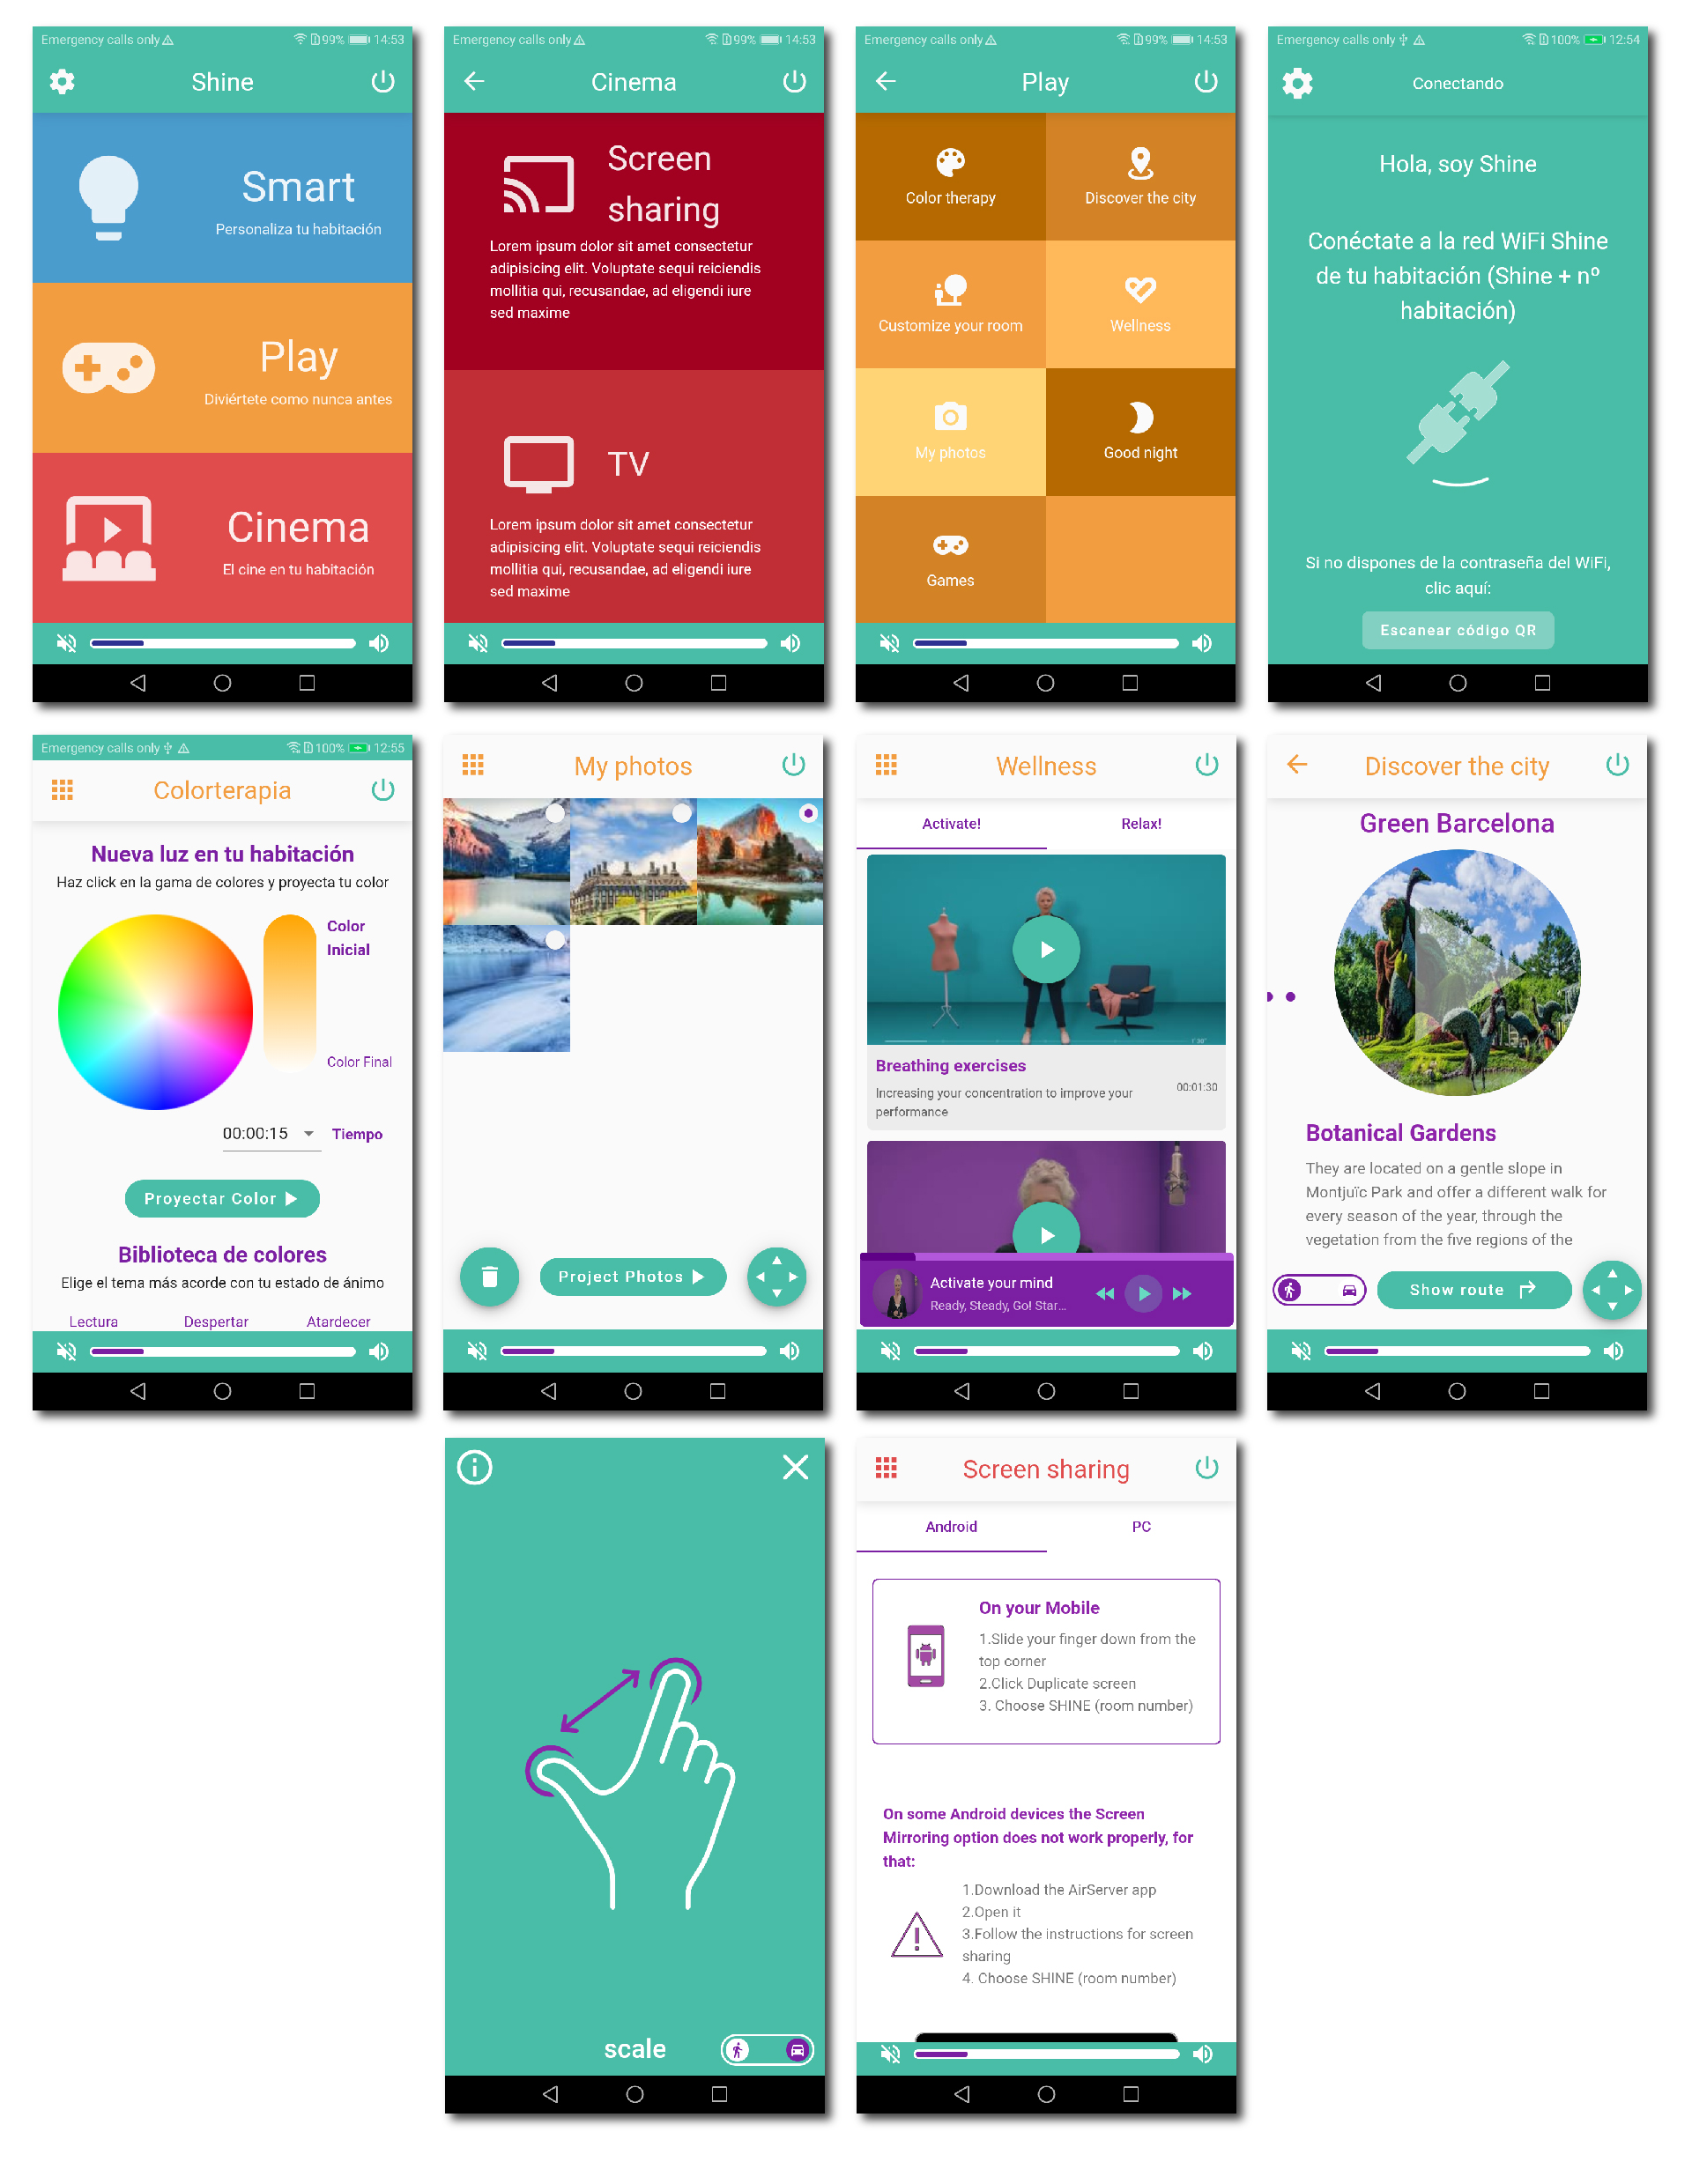 Emergency calls only 99% 14:53
Shine
Smart
Personaliza tu habitación
Play
Diviértete como nunca antes
Cinema
El cine en tu habitación
Emergency calls only 99% 14:53
Cinema
Screen
sharing
Lorem ipsum dolor sit amet consectetur
adipisicing elit. Voluptate sequi reiciendis
mollitia qui, recusandae, ad eligendi iure
sed maxime
TV
Lorem ipsum dolor sit amet consectetur
adipisicing elit. Voluptate sequi reiciendis
mollitia qui, recusandae, ad eligendi iure
sed maxime
Emergency calls only 99% 14:53
Play
Color therapy
Discover the city
Customize your room
Wellness
My photos
Good night
Games
Emergency calls only 100% 12:54
Conectando
Hola, soy Shine
Conéctate a la red WiFi Shine
de tu habitación (Shine + nº
habitación)
Si no dispones de la contraseña del WiFi,
clic aquí:
Escanear código QR
Emergency calls only 100% 12:55
Colorterapia
Nueva luz en tu habitación
Haz click en la gama de colores y proyecta tu color
Color
Inicial
Color Final
00:00:15 Tiempo
Proyectar Color
Biblioteca de colores
Elige el tema más acorde con tu estado de ánimo
Lectura Despertar Atardecer
My photos
Project Photos
Wellness
Activate! Relax!
Breathing exercises
Increasing your concentration to improve your
performance
00:01:30
Activate your mind
Ready, Steady, Go! Star...
Discover the city
Green Barcelona
Botanical Gardens
They are located on a gentle slope in
Montjuïc Park and offer a different walk for
every season of the year, through the
vegetation from the five regions of the
Show route
scale
Screen sharing
Android PC
On your Mobile
1.Slide your finger down from the
top corner
2.Click Duplicate screen
3. Choose SHINE (room number)
On some Android devices the Screen
Mirroring option does not work properly, for
that:
1.Download the AirServer app
2.Open it
3.Follow the instructions for screen
sharing
4. Choose SHINE (room number)